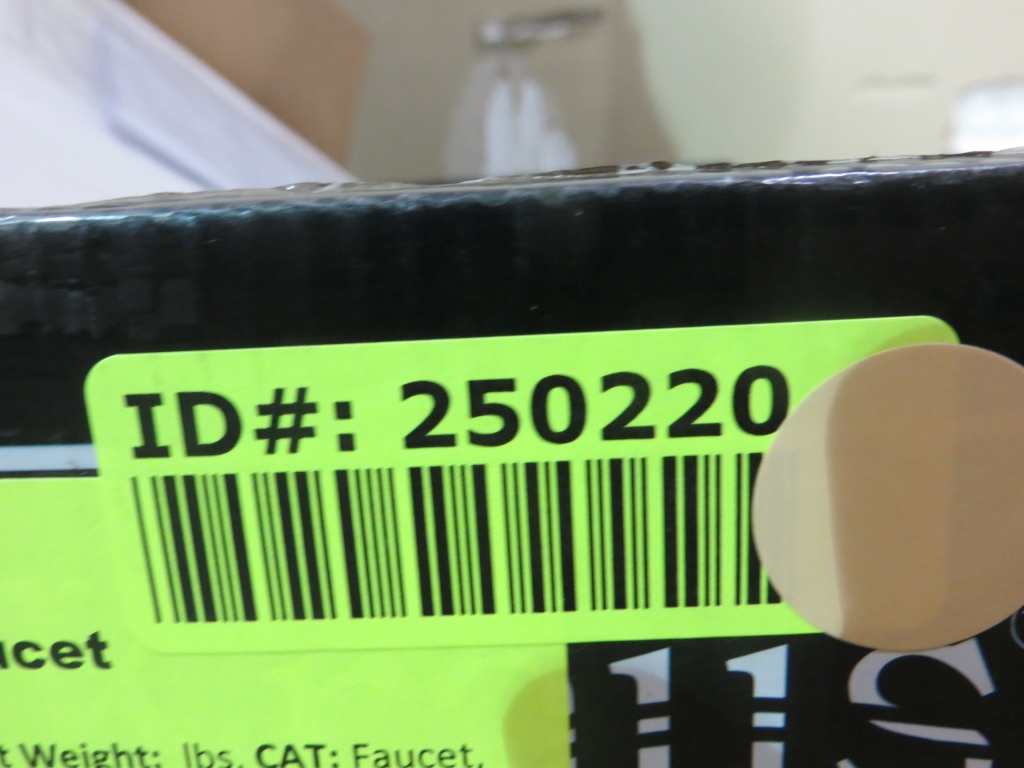 ID#: 250220
ucet
t Weight: lbs. CAT: Faucet,